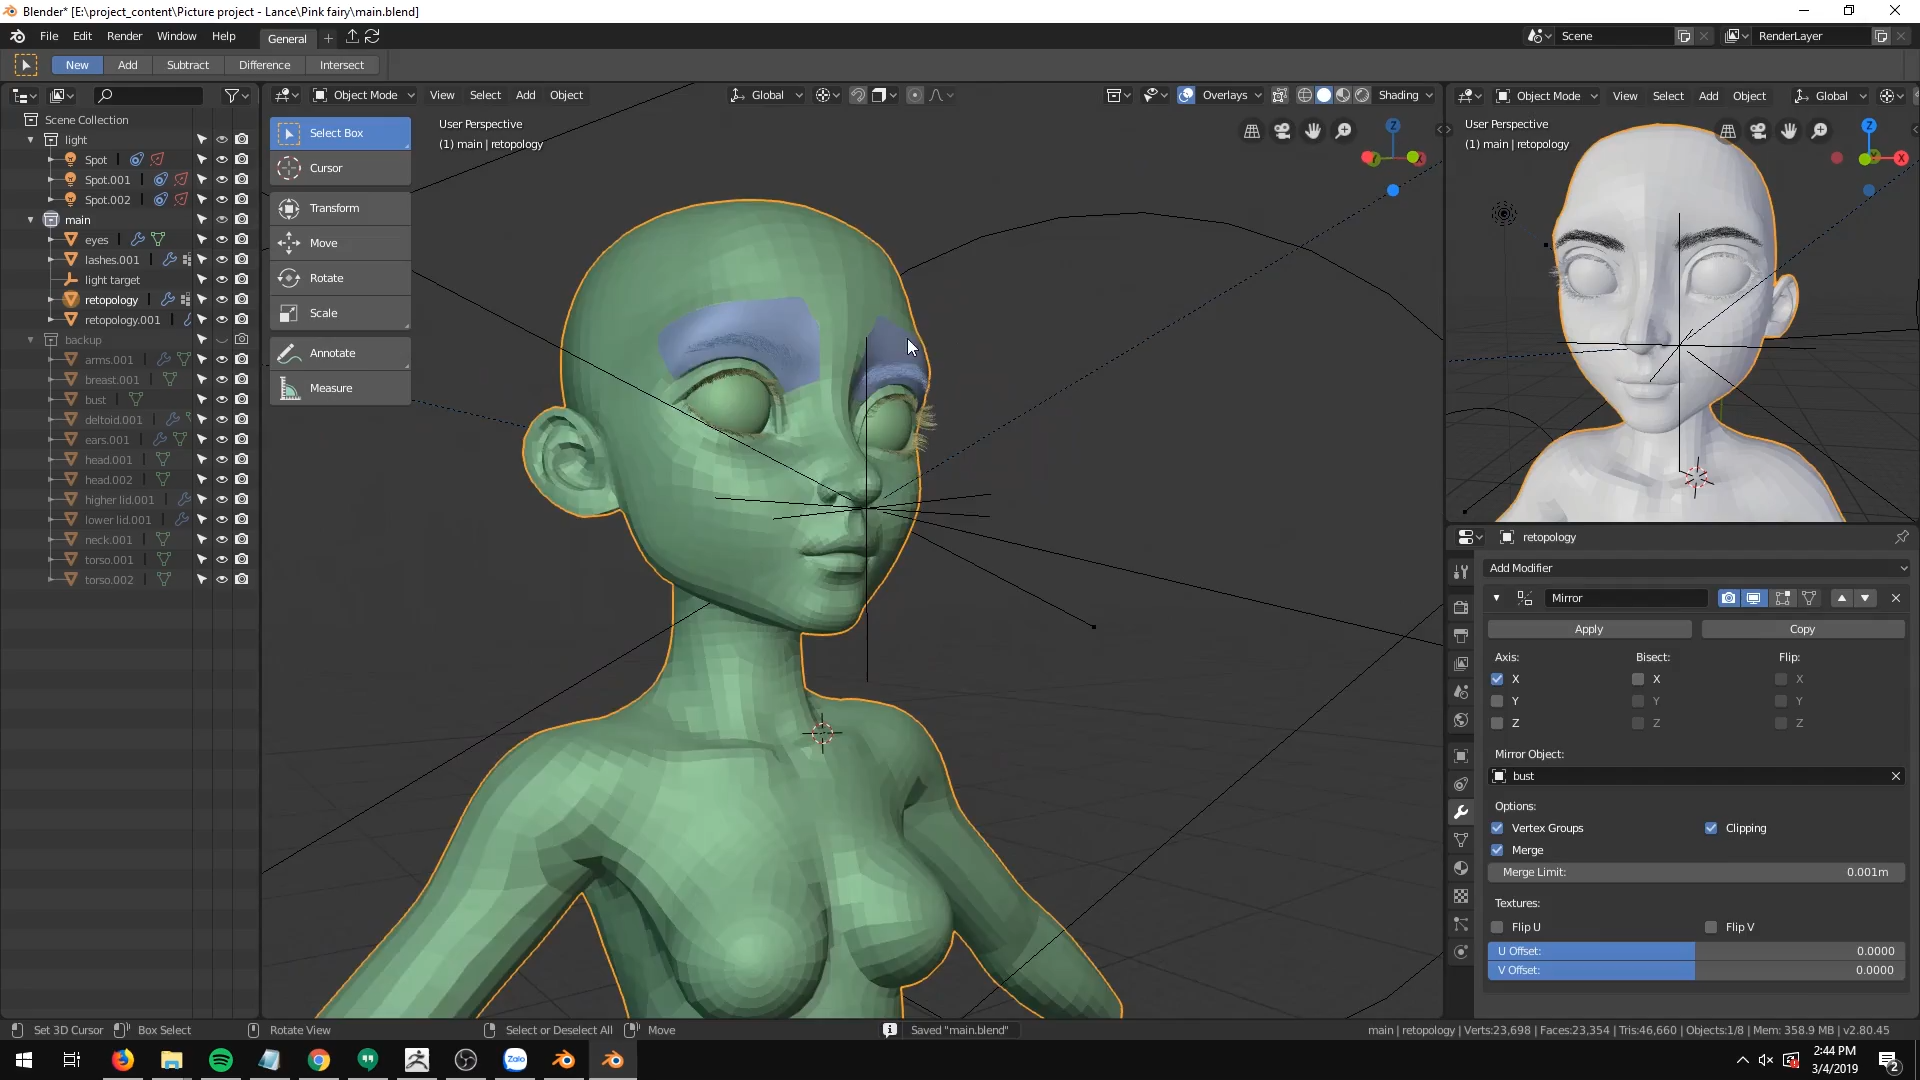 Blender* [E:\project_content\Picture project - Lance\Pink fairy\main.blend]
File Edit Render Window Help General Scene RenderLayer
New Add Subtract Difference Intersect
Object Mode View Select Add Object Global Overlays Shading Object Mode View Select Add Object Global
Scene Collection
light
Spot
Spot.001
Spot.002
main
eyes
lashes.001
light target
retopology
retopology.001
backup
arms.001
breast.001
bust
deltoid.001
ears.001
head.001
head.002
higher lid.001
lower lid.001
neck.001
torso.001
torso.002
Select Box
Cursor
Transform
Move
Rotate
Scale
Annotate
Measure
User Perspective
(1) main | retopology
Z
User Perspective
(1) main | retopology
Z
X
retopology
Add Modifier
Mirror
Apply Copy
Axis: Bisect: Flip:
X X X
Y Y Y
Z Z Z
Mirror Object:
bust
Options:
Vertex Groups Clipping
Merge
Merge Limit: 0.001m
Textures:
Flip U Flip V
U Offset: 0.0000
V Offset: 0.0000
Set 3D Cursor Box Select Rotate View Select or Deselect All Move Saved "main.blend" main | retopology | Verts:23,698 | Faces:23,354 | Tris:46,660 | Objects:1/8 | Mem: 358.9 MB | v2.80.45
Zalo
2:44 PM
3/4/2019
2